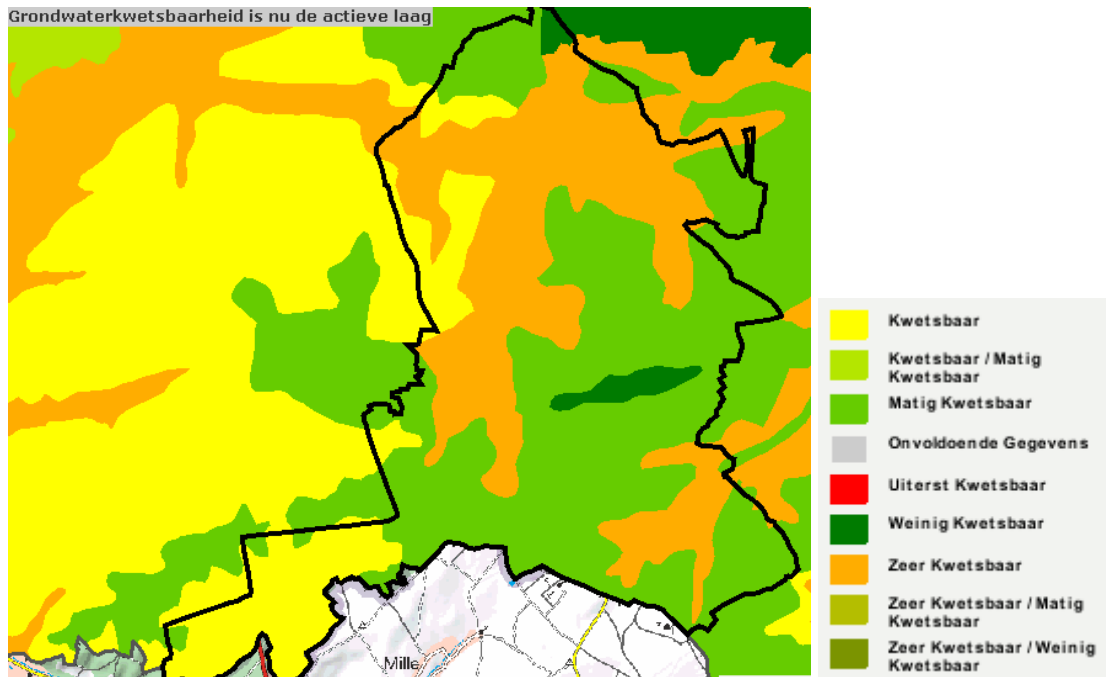 Grondwaterkwetsbaarheid is nu de actieve laag
Mille
Kwetsbaar
Kwetsbaar / Matig
Kwetsbaar
Matig Kwetsbaar
Onvoldoende Gegevens
Uiterst Kwetsbaar
Weinig Kwetsbaar
Zeer Kwetsbaar
Zeer Kwetsbaar / Matig
Kwetsbaar
Zeer Kwetsbaar / Weinig
Kwetsbaar